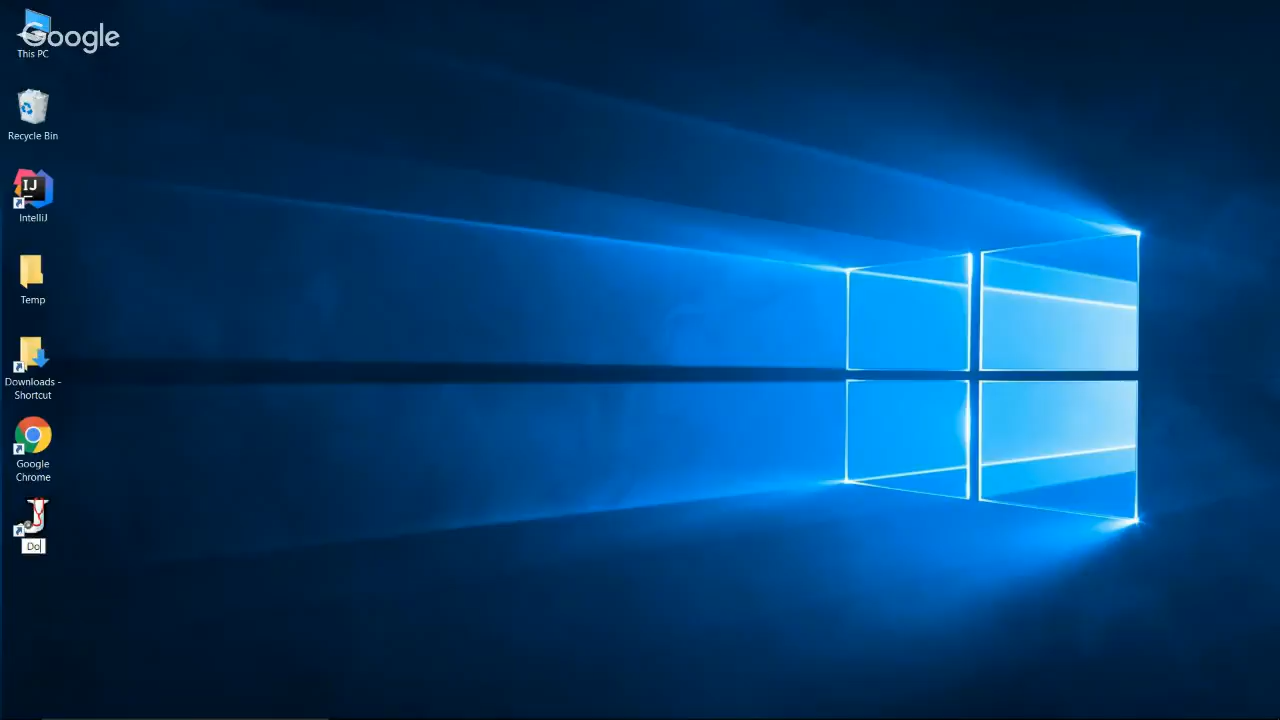 Google
This PC
Recycle Bin
IJ
IntelliJ
Temp
Downloads -
Shortcut
Google
Chrome
Do